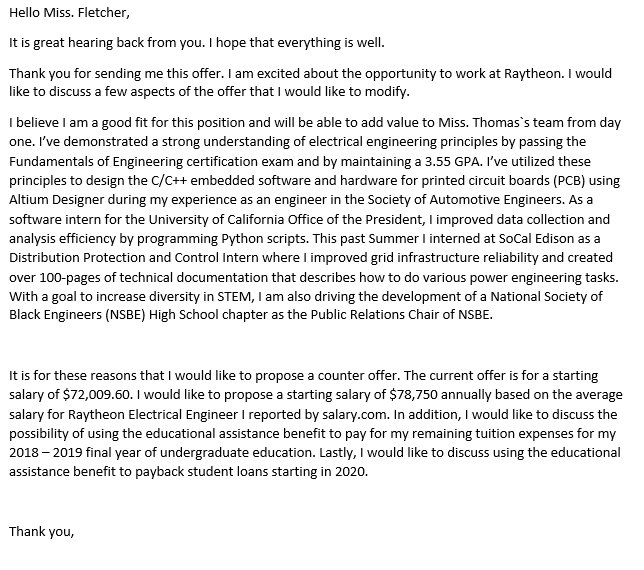 Hello Miss. Fletcher,
It is great hearing back from you. I hope that everything is well.
Thank you for sending me this offer. I am excited about the opportunity to work at Raytheon. I would
like to discuss a few aspects of the offer that I would like to modify.
I believe I am a good fit for this position and will be able to add value to Miss. Thomas`s team from day
one. I’ve demonstrated a strong understanding of electrical engineering principles by passing the
Fundamentals of Engineering certification exam and by maintaining a 3.55 GPA. I’ve utilized these
principles to design the C/C++ embedded software and hardware for printed circuit boards (PCB) using
Altium Designer during my experience as an engineer in the Society of Automotive Engineers. As a
software intern for the University of California Office of the President, I improved data collection and
analysis efficiency by programming Python scripts. This past Summer I interned at SoCal Edison as a
Distribution Protection and Control Intern where I improved grid infrastructure reliability and created
over 100-pages of technical documentation that describes how to do various power engineering tasks.
With a goal to increase diversity in STEM, I am also driving the development of a National Society of
Black Engineers (NSBE) High School chapter as the Public Relations Chair of NSBE.
It is for these reasons that I would like to propose a counter offer. The current offer is for a starting
salary of $72,009.60. I would like to propose a starting salary of $78,750 annually based on the average
salary for Raytheon Electrical Engineer I reported by salary.com. In addition, I would like to discuss the
possibility of using the educational assistance benefit to pay for my remaining tuition expenses for my
2018 – 2019 final year of undergraduate education. Lastly, I would like to discuss using the educational
assistance benefit to payback student loans starting in 2020.
Thank you,